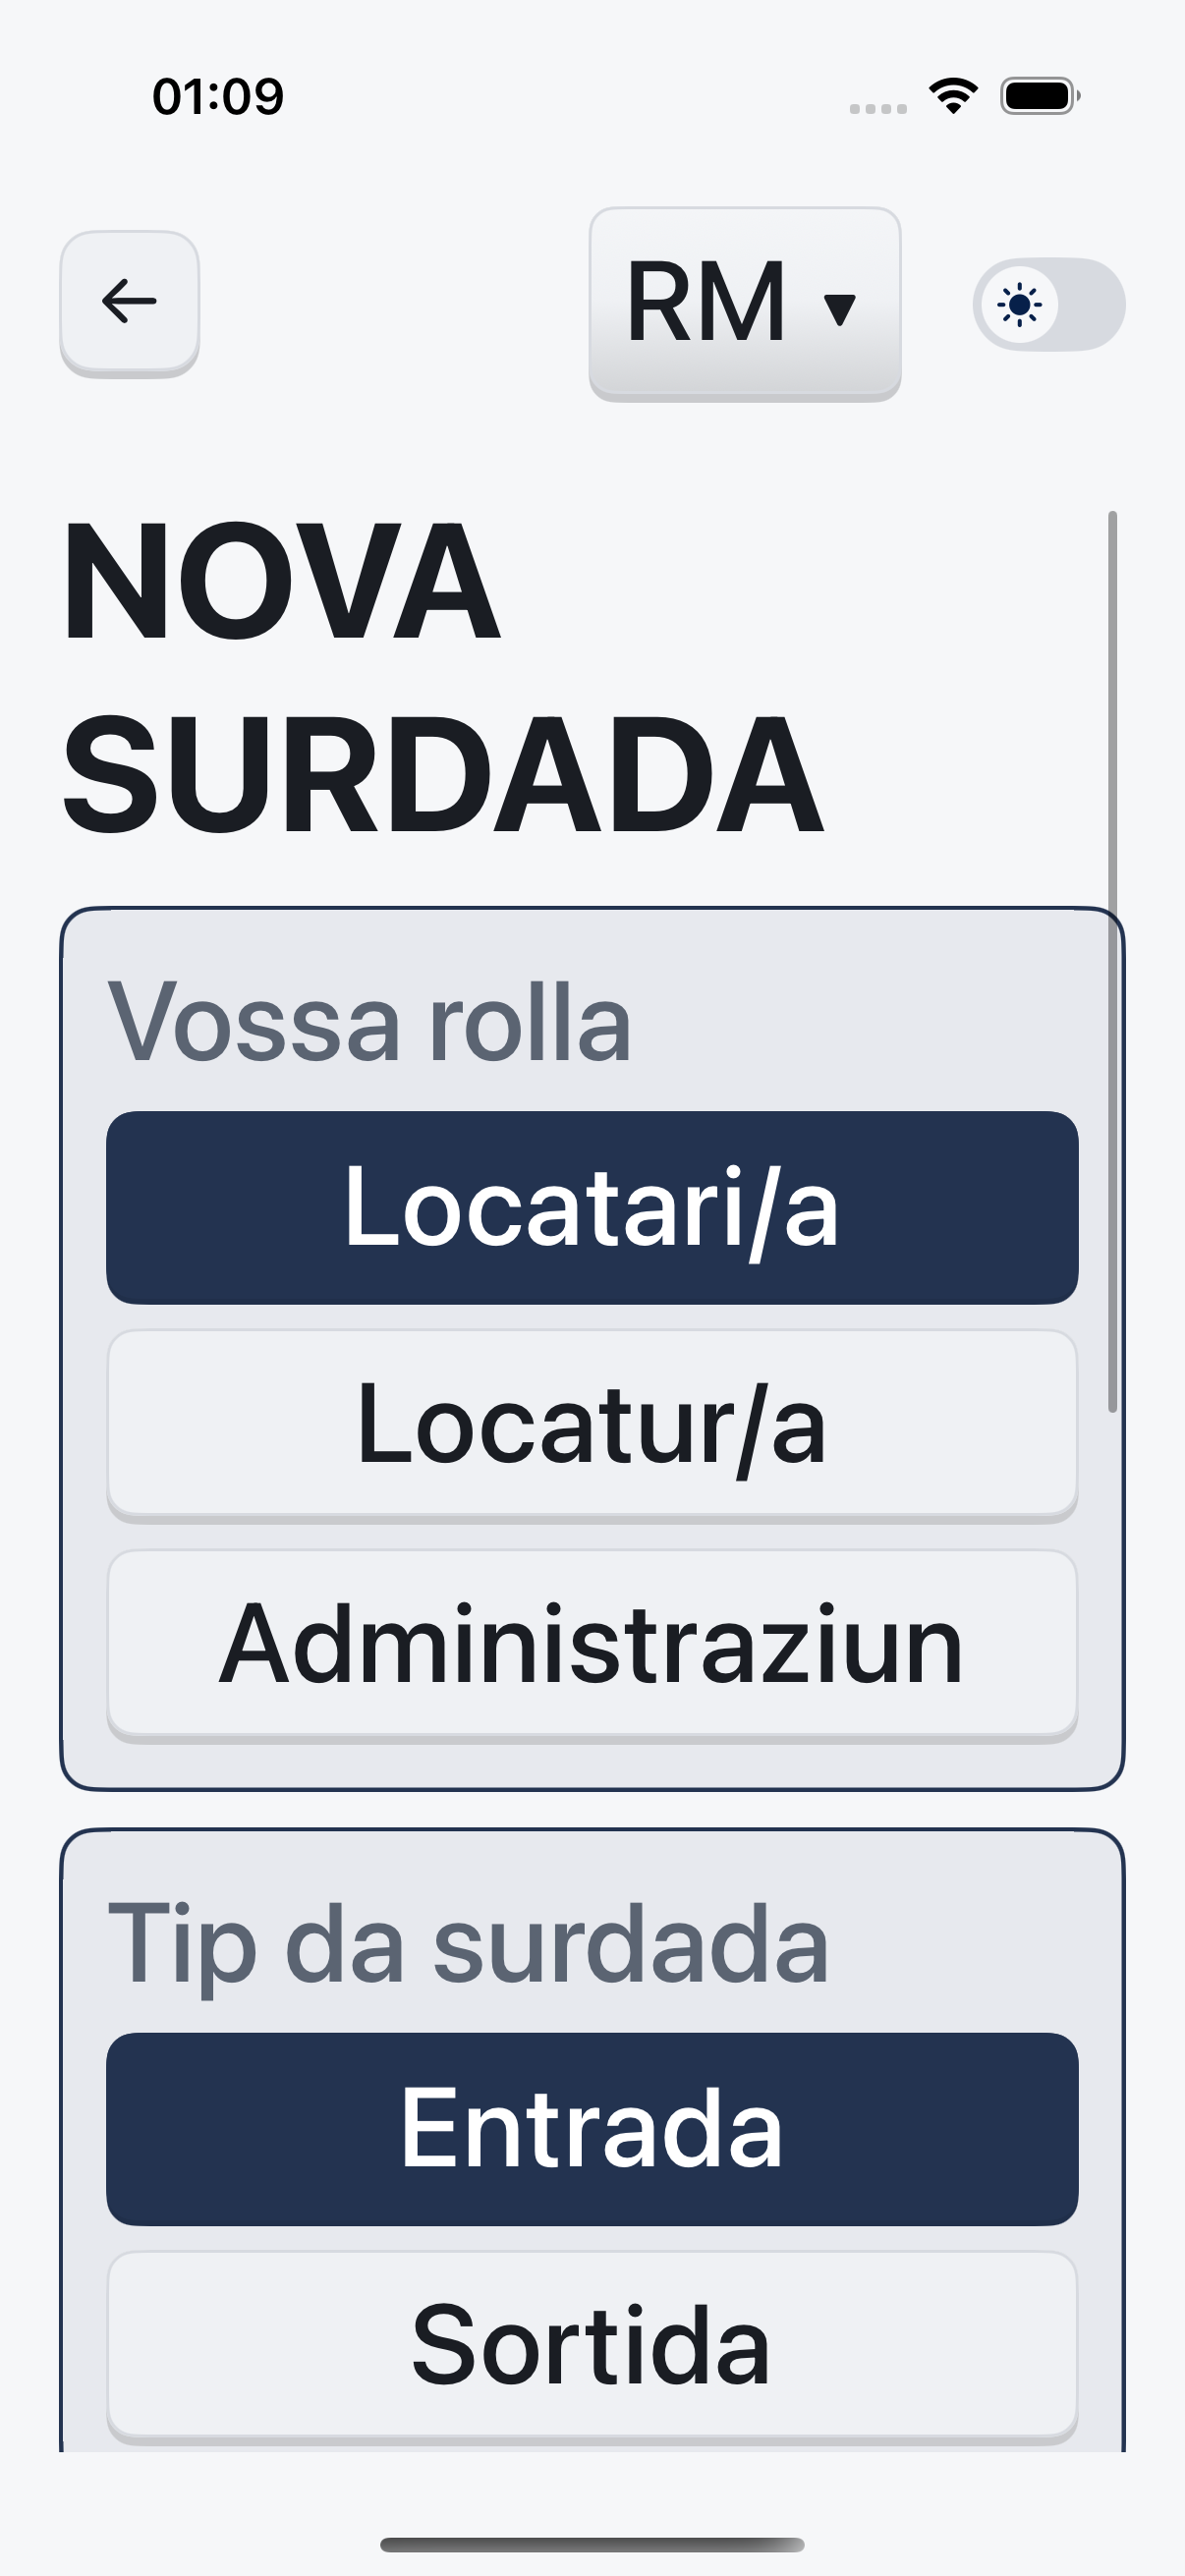 01:09
RM ▼
NOVA
SURDADA
Vossa rolla
Locatari/a
Locatur/a
Administraziun
Tip da surdada
Entrada
Sortida